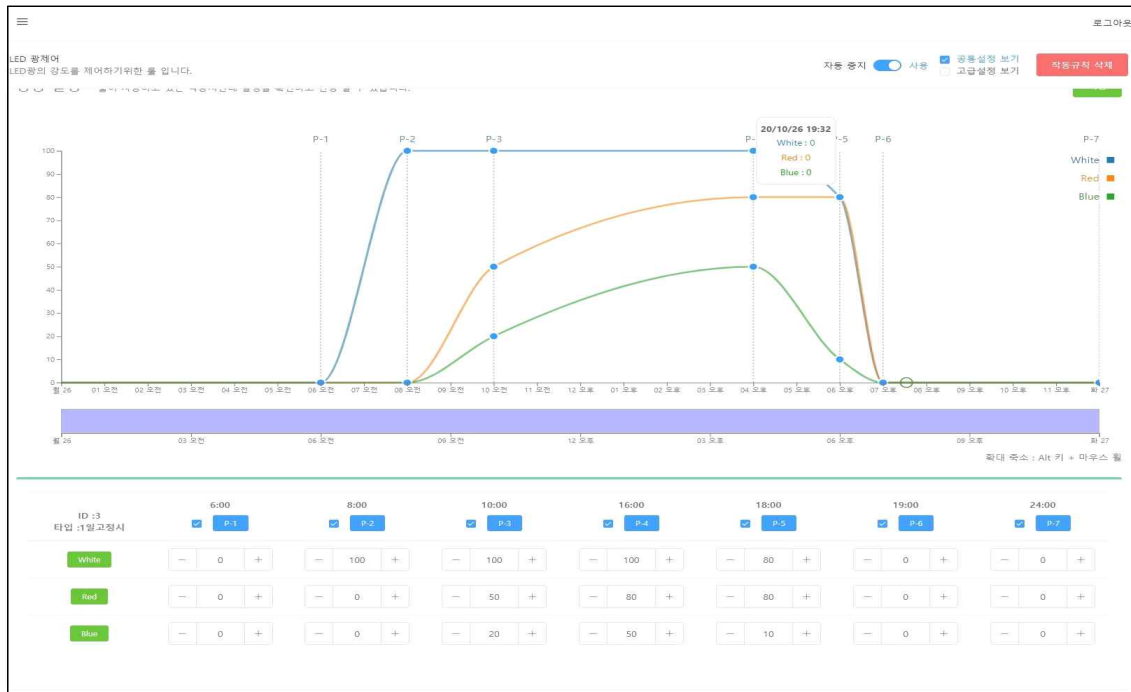 로그아웃
LED 광제어
LED광의 강도를 제어하기위한 룰 입니다.
자동 중지 사용
공통설정 보기
고급설정 보기
작동규칙 삭제
P-1 P-2 P-3 P- -5 P-6 P-7
20/10/26 19:32
White : 0
Red : 0
Blue : 0
White
Red
Blue
100
90
80
70
60
50
40
30
20
10
0
월 26 01 오전 02 오전 03 오전 04 오전 05 오전 06 오전 07 오전 08 오전 09 오전 10 오전 11 오전 12 오후 01 오후 02 오후 03 오후 04 오후 05 오후 06 오후 07 오후 08 오후 09 오후 10 오후 11 오후 화 27
월 26 03 오전 06 오전 09 오전 12 오후 03 오후 06 오후 09 오후 화 27
확대 축소 : Alt 키 + 마우스 휠
ID :3
타입 :1일고정시
6:00 8:00 10:00 16:00 18:00 19:00 24:00
P-1 P-2 P-3 P-4 P-5 P-6 P-7
White — 0 + — 100 + — 100 + — 100 + — 80 + — 0 + — 0 +
Red — 0 + — 0 + — 50 + — 80 + — 80 + — 0 + — 0 +
Blue — 0 + — 0 + — 20 + — 50 + — 10 + — 0 + — 0 +